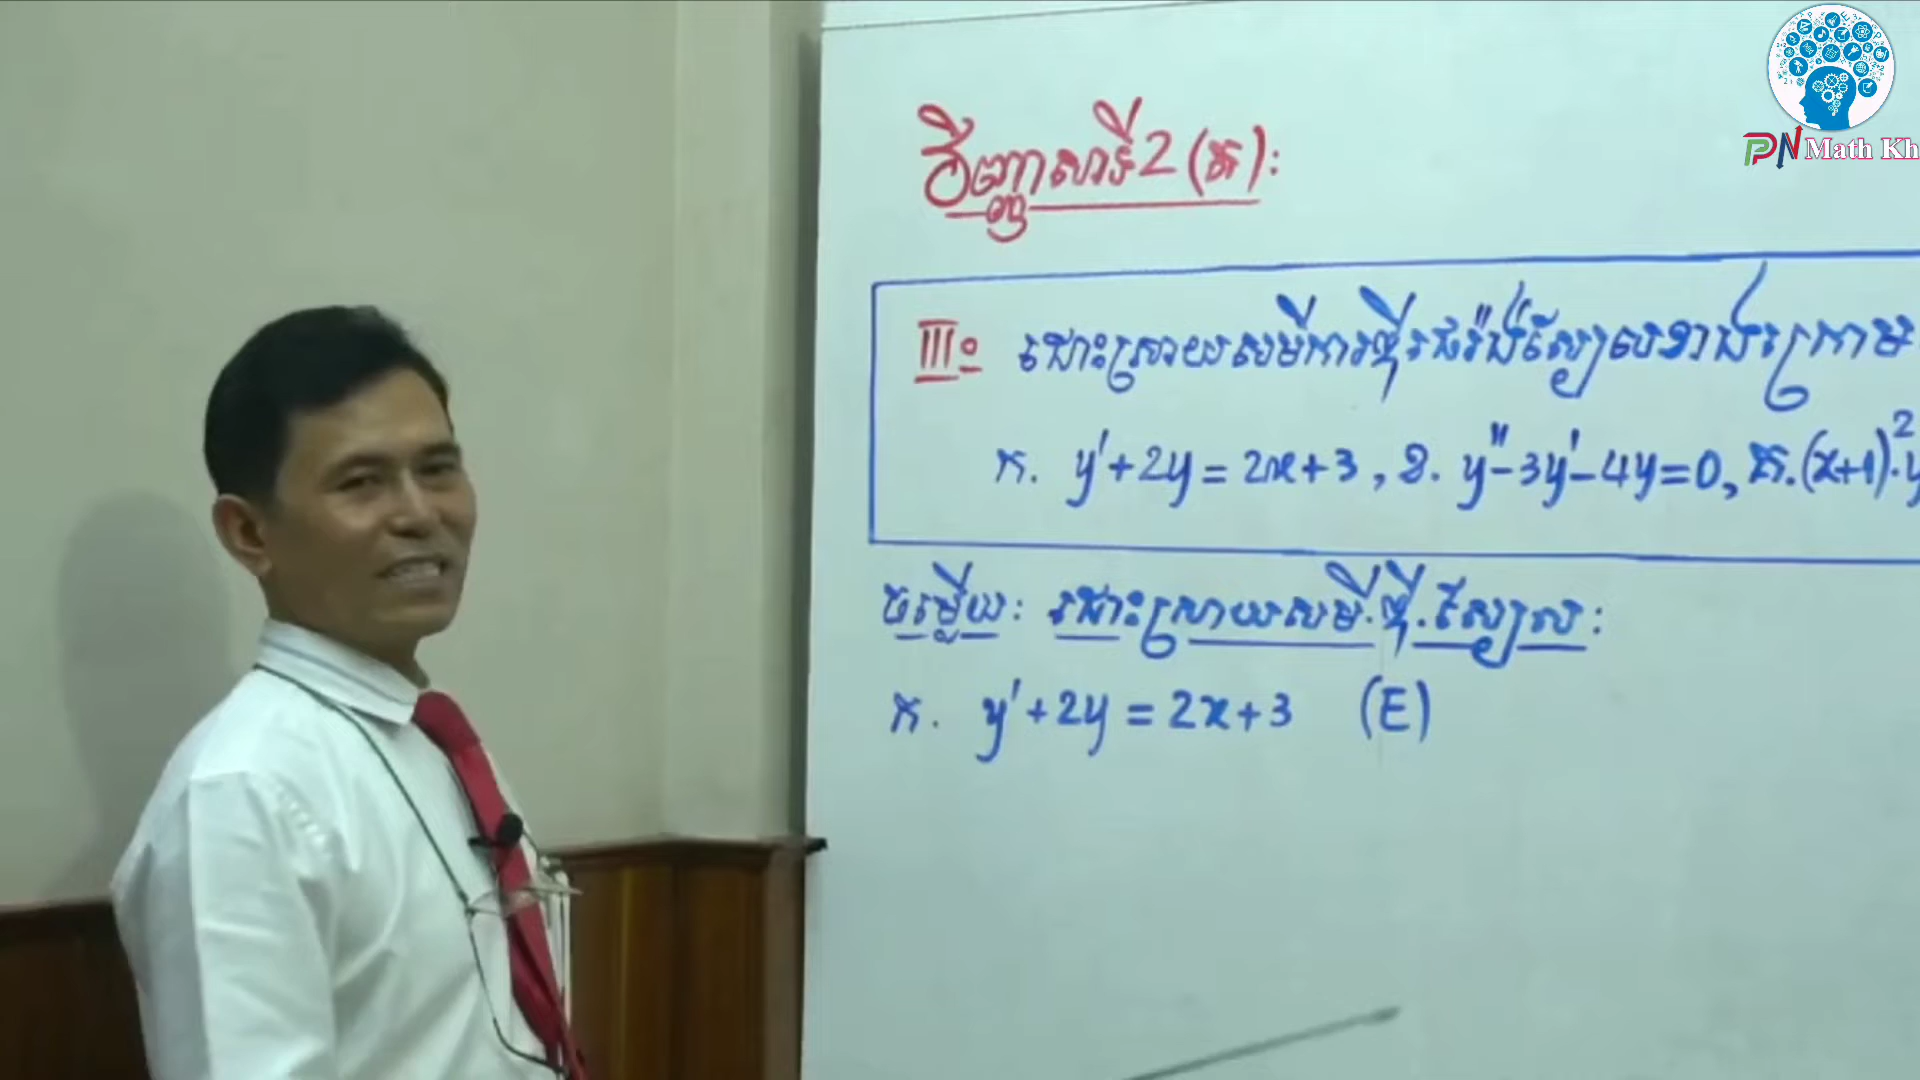 PN Math Kh
វិញ្ញាសាទី2 (ត):
III: ដោះស្រាយសមីការឌីផេរ៉ង់ស្យែលខាងក្រោម
ក. y' + 2y = 2x + 3 , ខ. y'' - 3y' - 4y = 0, គ. (x+1)². y
ចម្លើយ: ដោះស្រាយសមី.ឌី.ស្យែល:
ក. y' + 2y = 2x + 3 (E)